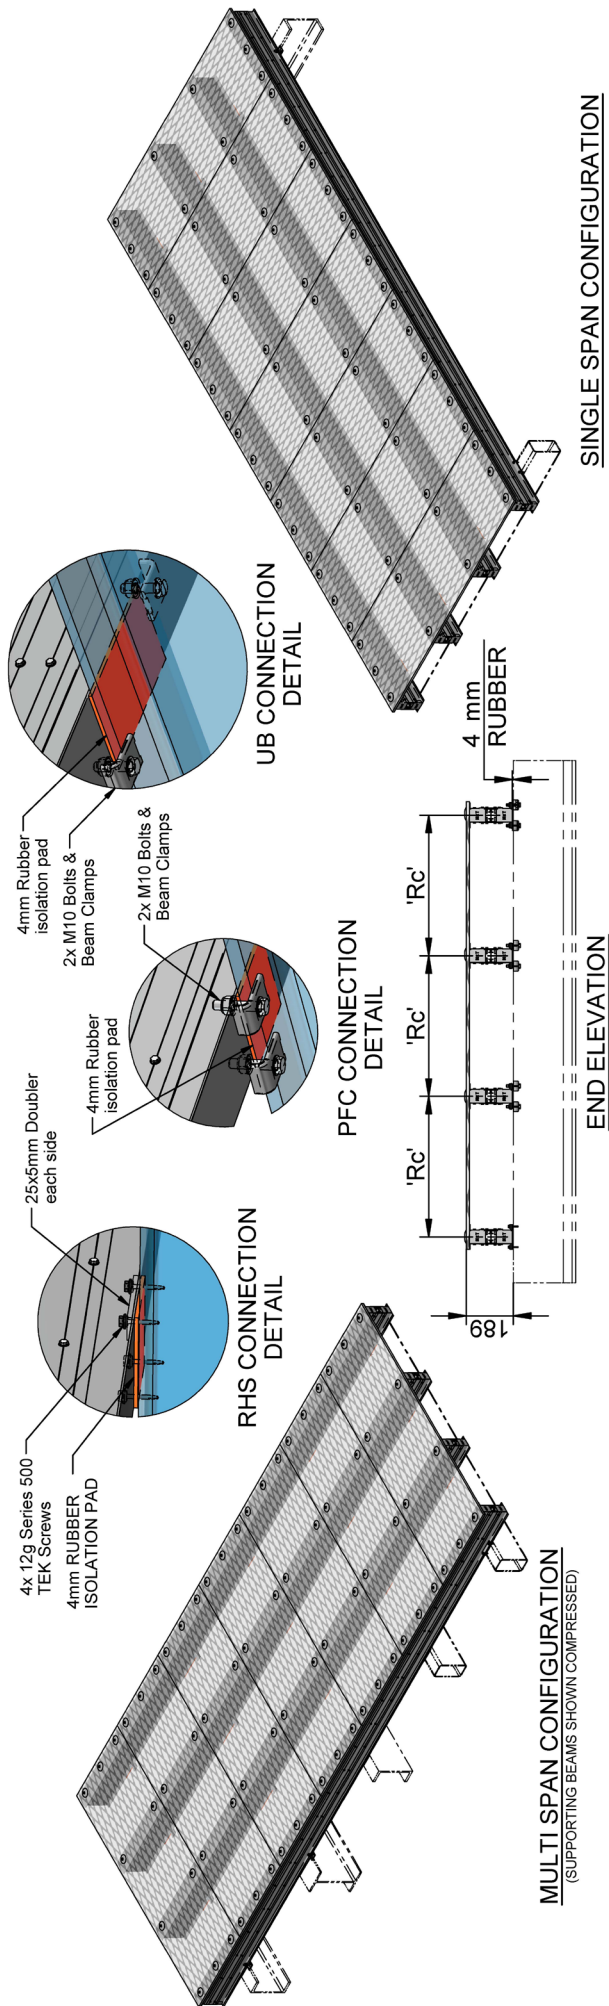 4x 12g Series 500
TEK Screws
4mm RUBBER
ISOLATION PAD
25x5mm Doubler
each side
RHS CONNECTION
DETAIL
4mm Rubber
isolation pad
2x M10 Bolts &
Beam Clamps
PFC CONNECTION
DETAIL
4mm Rubber
isolation pad
2x M10 Bolts &
Beam Clamps
UB CONNECTION
DETAIL
MULTI SPAN CONFIGURATION
(SUPPORTING BEAMS SHOWN COMPRESSED)
189
'Rc'
'Rc'
'Rc'
4 mm
RUBBER
END ELEVATION
SINGLE SPAN CONFIGURATION